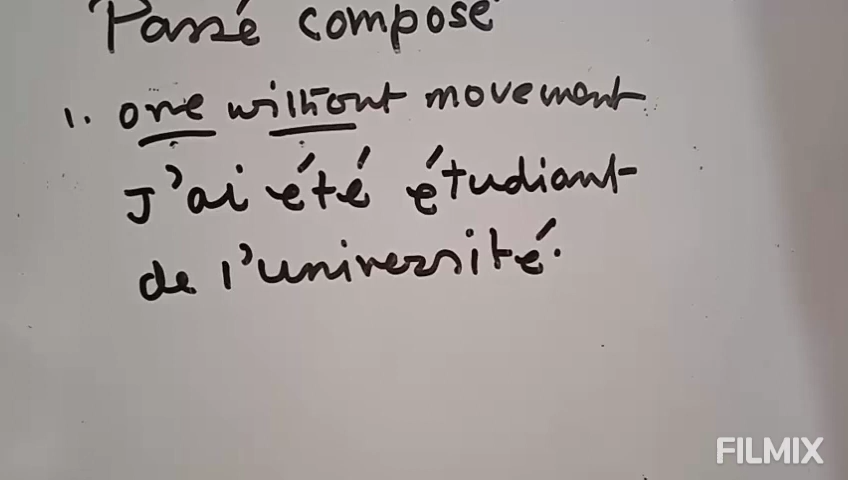 Passé composé
1. one without movement
J'ai été étudiant
de l'université.
FILMIX